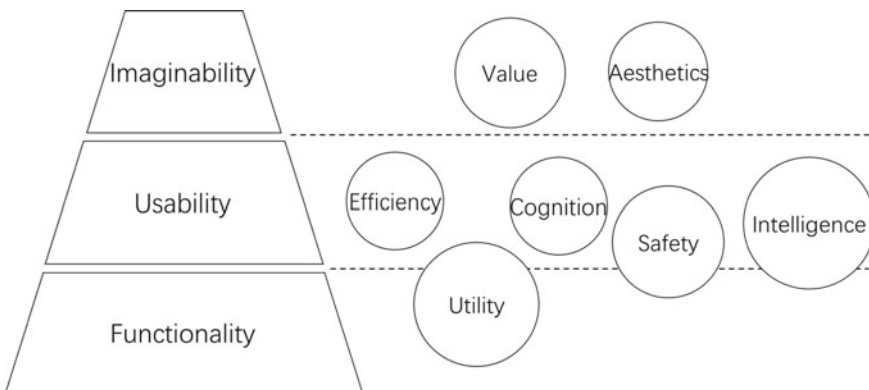 Imaginability
Value
Aesthetics
Usability
Efficiency
Cognition
Safety
Intelligence
Functionality
Utility